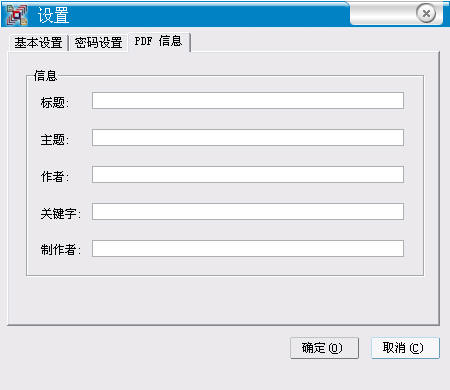 设置
基本设置 密码设置 PDF 信息
信息
标题:
主题:
作者:
关键字:
制作者:
确定(O) 取消(C)